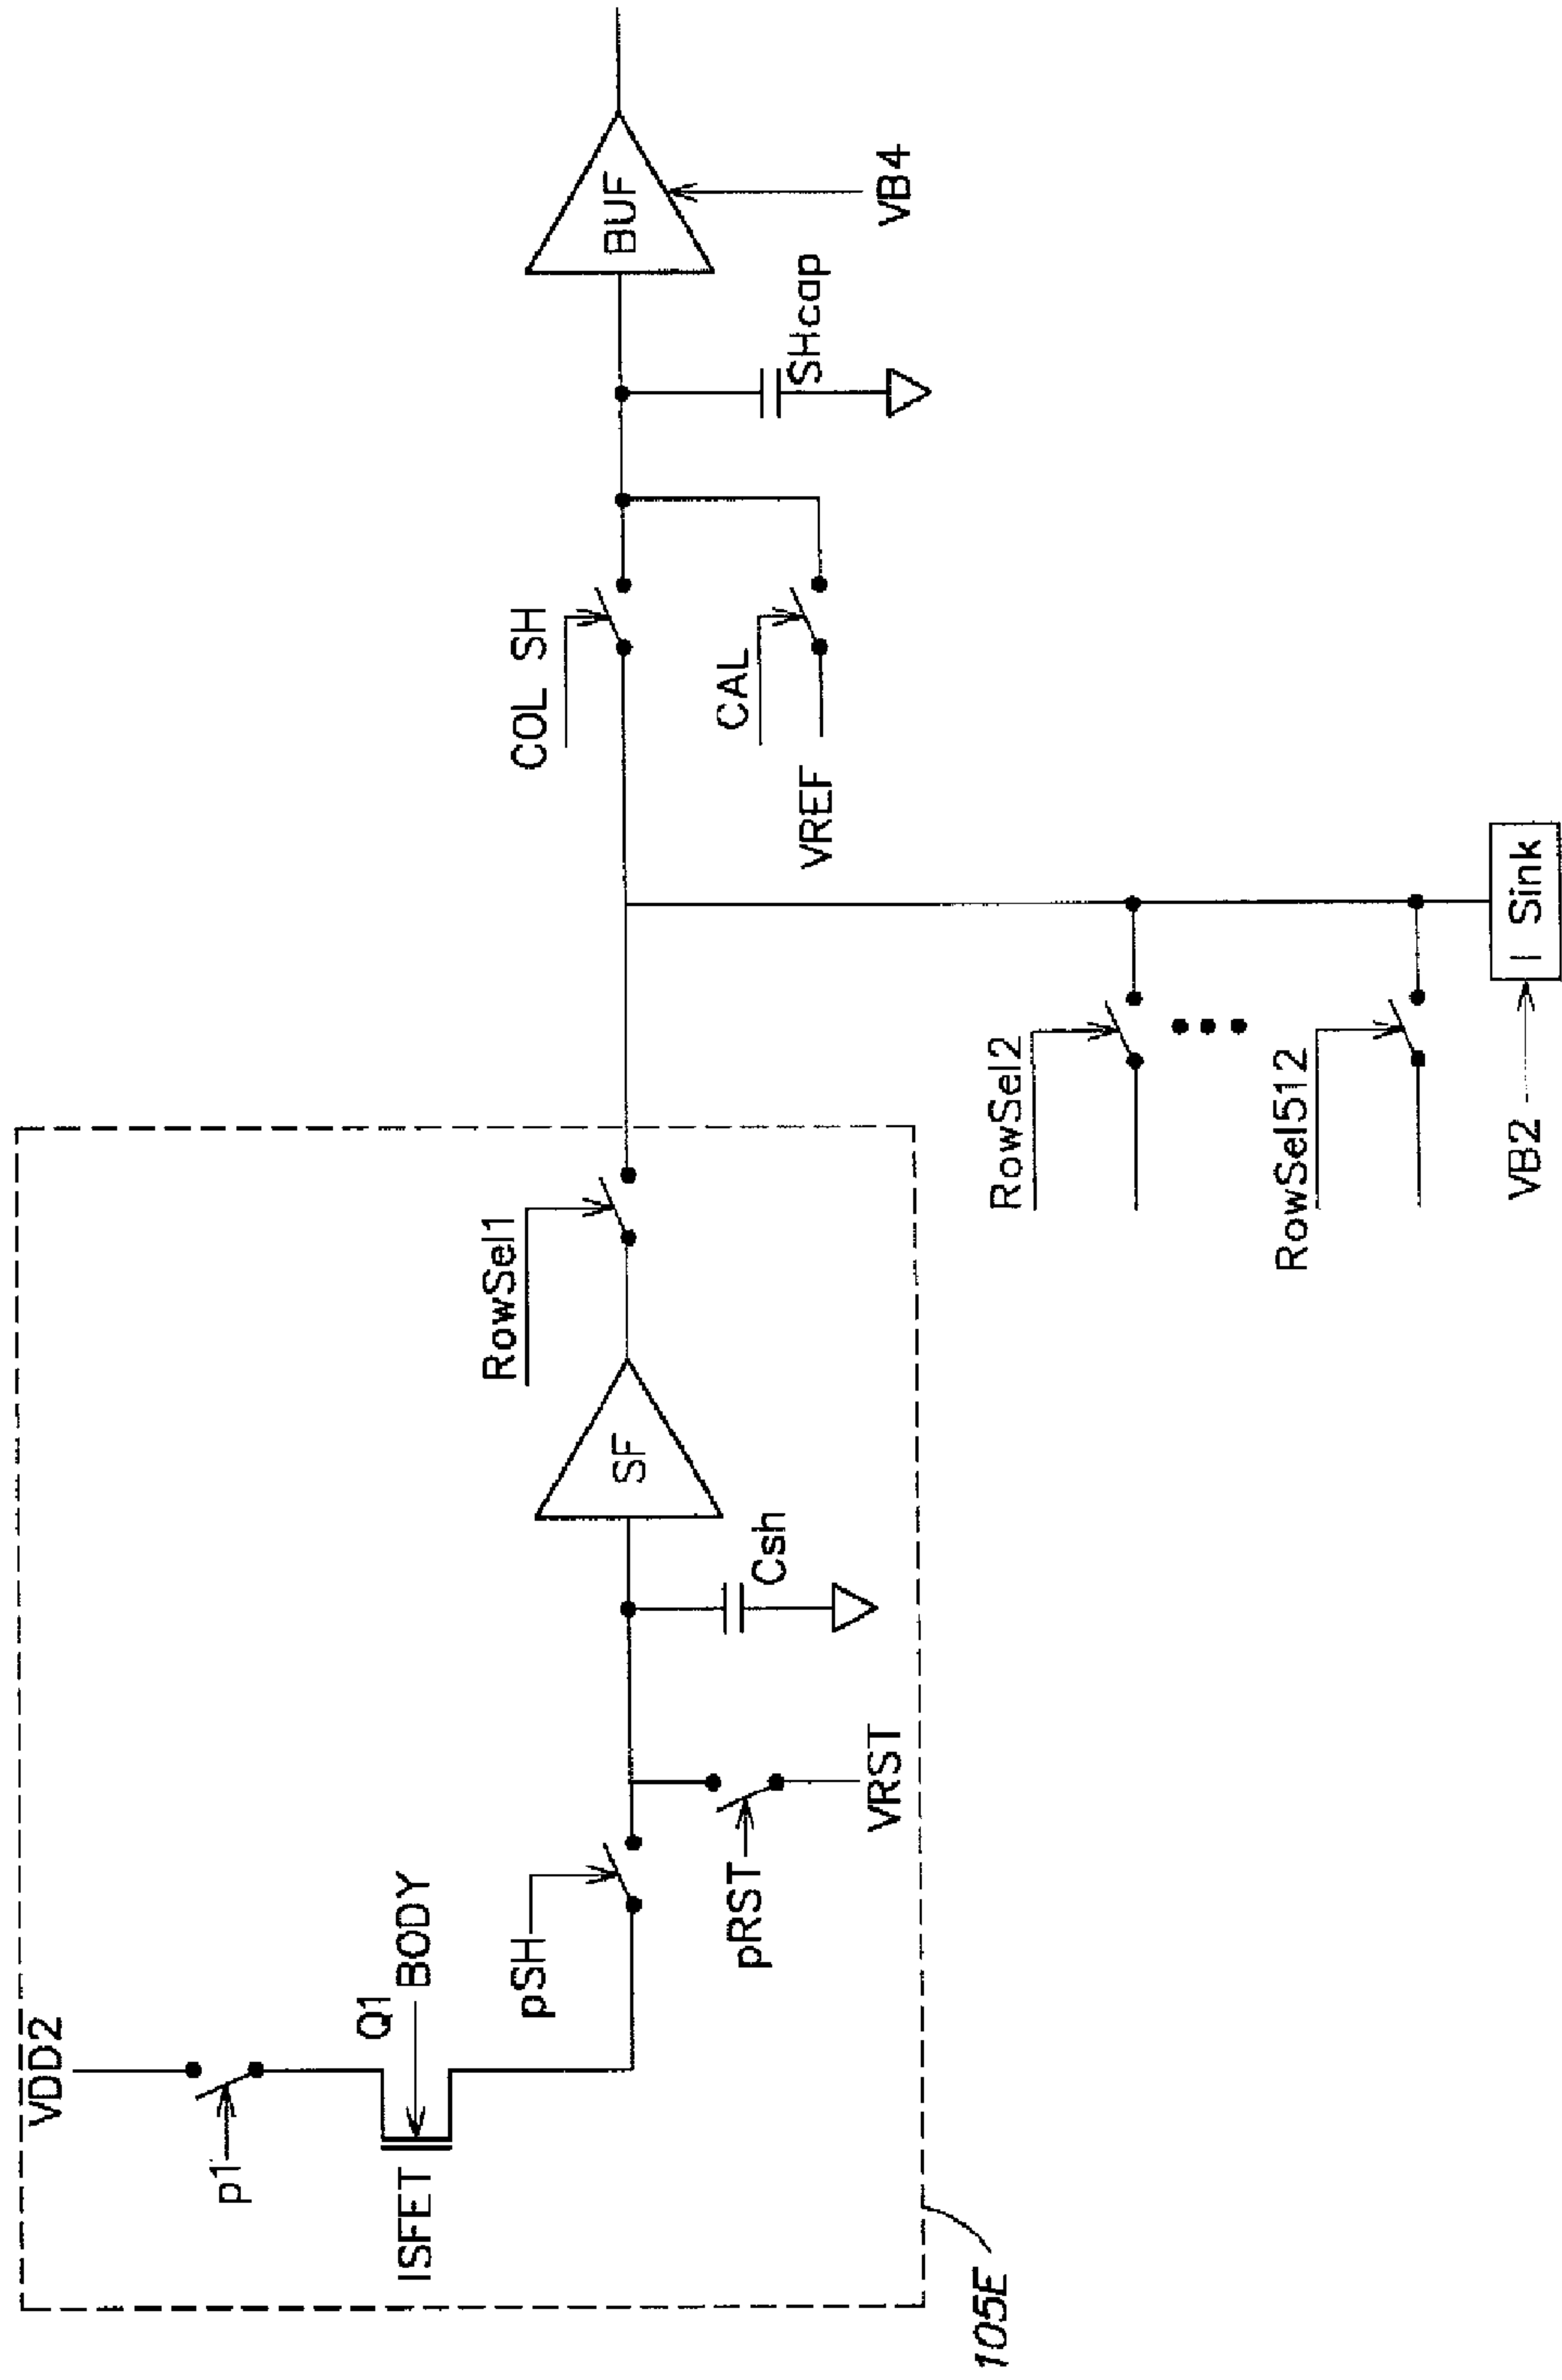 VDD2
p1
Q1
BODY
ISFET
pSH
pRST
VRST
Csh
SF
RowSel1
105E
RowSel2
RowSel512
VB2
I Sink
COL SH
CAL
VREF
SHcap
BUF
VB4